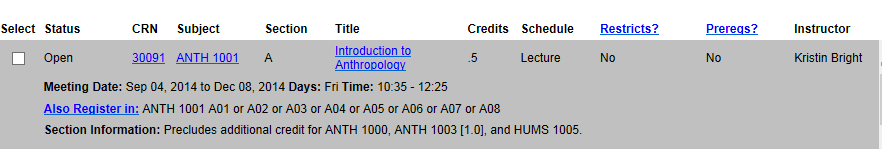 Select Status CRN Subject Section Title Credits Schedule Restricts? Prereqs? Instructor
Open 30091 ANTH 1001 A Introduction to Anthropology .5 Lecture No No Kristin Bright
Meeting Date: Sep 04, 2014 to Dec 08, 2014 Days: Fri Time: 10:35 - 12:25
Also Register in: ANTH 1001 A01 or A02 or A03 or A04 or A05 or A06 or A07 or A08
Section Information: Precludes additional credit for ANTH 1000, ANTH 1003 [1.0], and HUMS 1005.